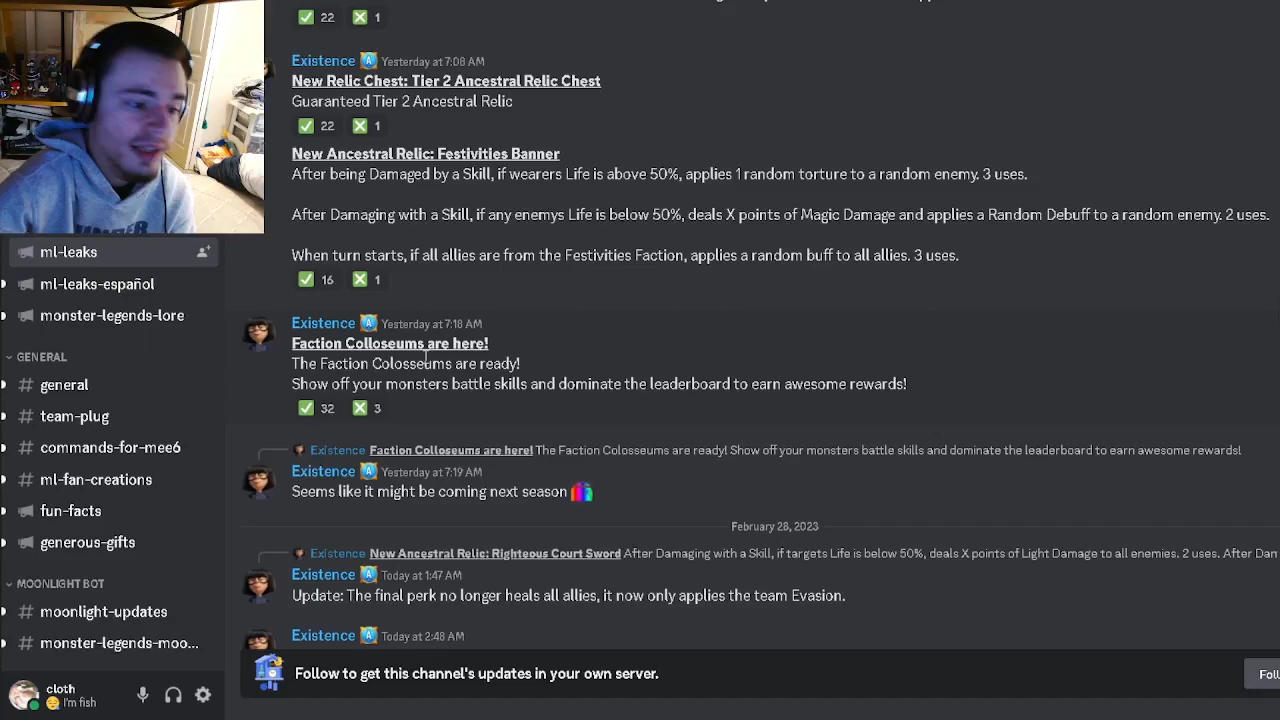 22 1
Existence Yesterday at 7:08 AM
New Relic Chest: Tier 2 Ancestral Relic Chest
Guaranteed Tier 2 Ancestral Relic
22 1
New Ancestral Relic: Festivities Banner
After being Damaged by a Skill, if wearers Life is above 50%, applies 1 random torture to a random enemy. 3 uses.
After Damaging with a Skill, if any enemys Life is below 50%, deals X points of Magic Damage and applies a Random Debuff to a random enemy. 2 uses.
When turn starts, if all allies are from the Festivities Faction, applies a random buff to all allies. 3 uses.
16 1
Existence Yesterday at 7:18 AM
Faction Colloseums are here!
The Faction Colosseums are ready!
Show off your monsters battle skills and dominate the leaderboard to earn awesome rewards!
32 3
Existence Faction Colloseums are here! The Faction Colosseums are ready! Show off your monsters battle skills and dominate the leaderboard to earn awesome rewards!
Existence Yesterday at 7:19 AM
Seems like it might be coming next season
February 28, 2023
Existence New Ancestral Relic: Righteous Court Sword After Damaging with a Skill, if targets Life is below 50%, deals X points of Light Damage to all enemies. 2 uses. After Dam
Existence Today at 1:47 AM
Update: The final perk no longer heals all allies, it now only applies the team Evasion.
Existence Today at 2:48 AM
Follow to get this channel's updates in your own server.
Foll
ml-leaks
ml-leaks-español
monster-legends-lore
GENERAL
general
team-plug
commands-for-mee6
ml-fan-creations
fun-facts
generous-gifts
MOONLIGHT BOT
moonlight-updates
monster-legends-moo...
cloth
I'm fish